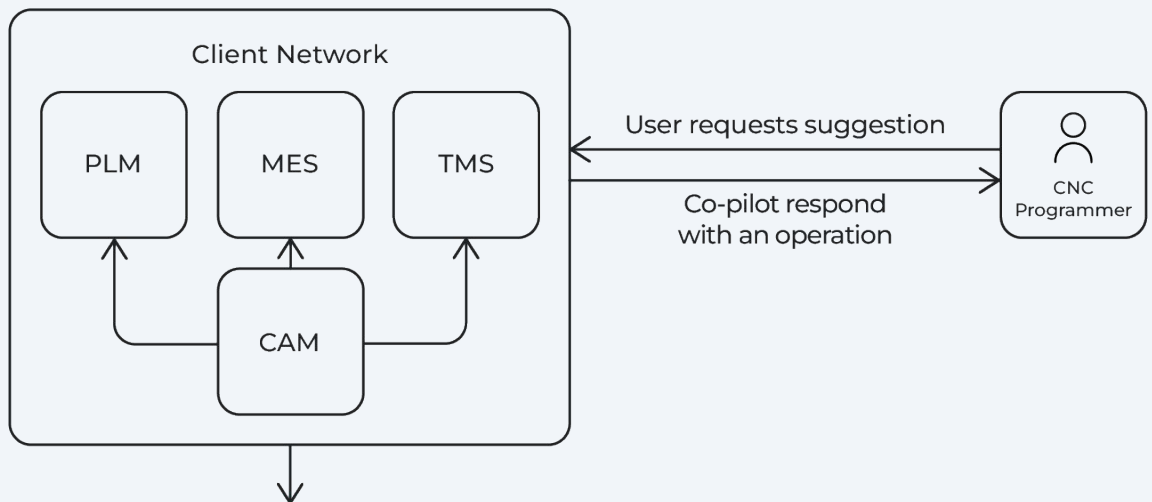 Client Network
PLM
MES
TMS
CAM
User requests suggestion
Co-pilot respond
with an operation
CNC
Programmer